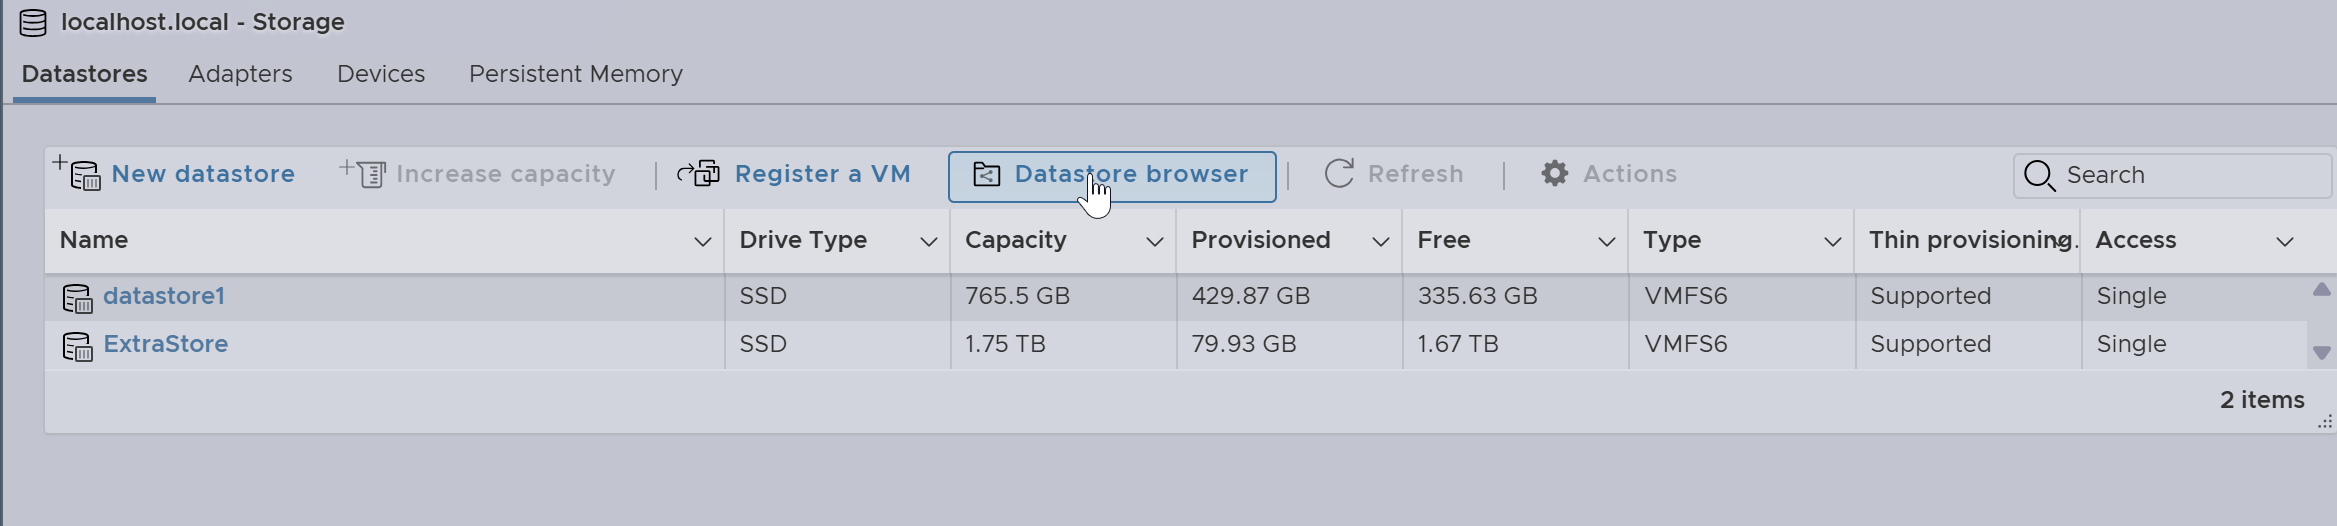 localhost.local - Storage
Datastores Adapters Devices Persistent Memory
New datastore Increase capacity Register a VM Datastore browser Refresh Actions Search
Name Drive Type Capacity Provisioned Free Type Thin provisioning. Access
datastore1 SSD 765.5 GB 429.87 GB 335.63 GB VMFS6 Supported Single
ExtraStore SSD 1.75 TB 79.93 GB 1.67 TB VMFS6 Supported Single
2 items